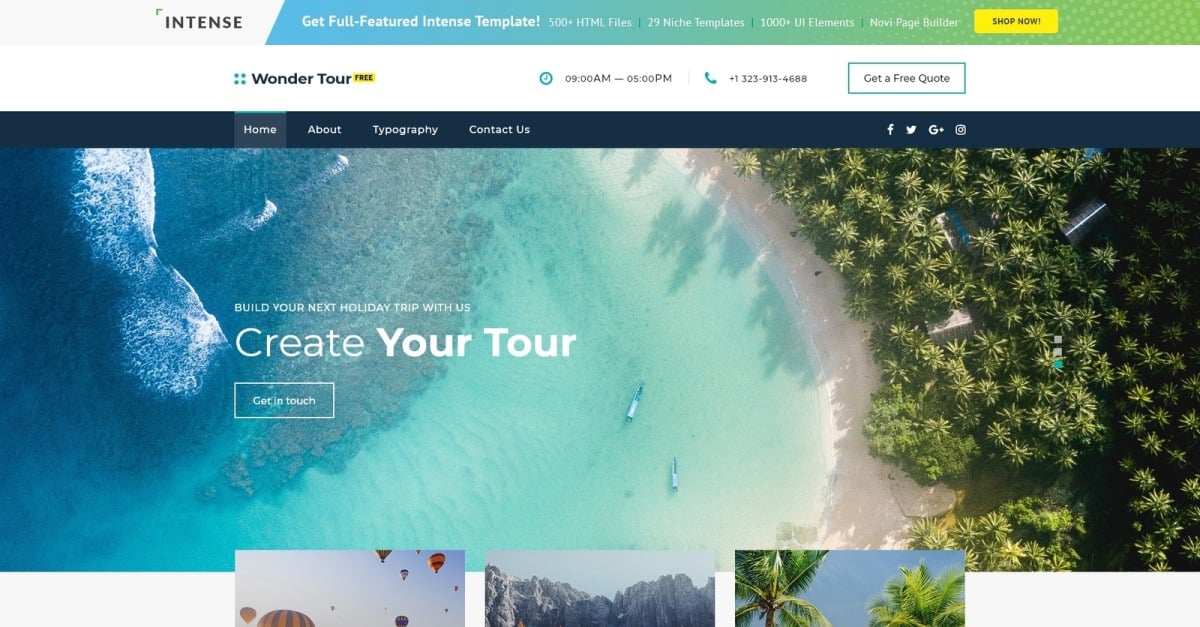 INTENSE
Get Full-Featured Intense Template! 500+ HTML Files | 29 Niche Templates | 1000+ UI Elements | Novi Page Builder
SHOP NOW!
Wonder Tour FREE
09:00AM — 05:00PM
+1 323-913-4688
Get a Free Quote
Home About Typography Contact Us
BUILD YOUR NEXT HOLIDAY TRIP WITH US
Create Your Tour
Get in touch